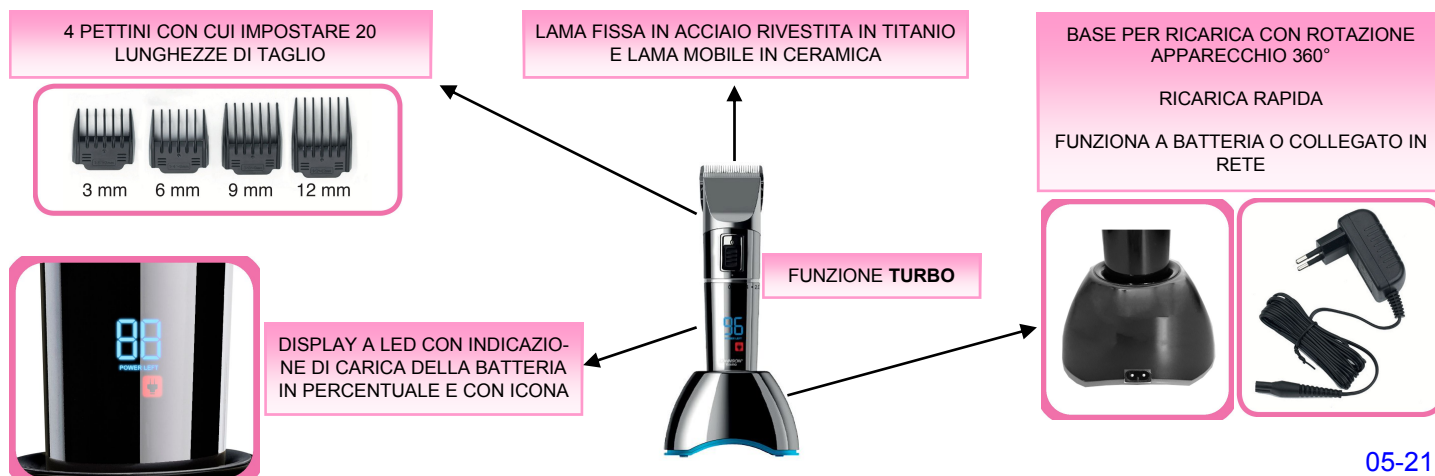 4 PETTINI CON CUI IMPOSTARE 20
LUNGHEZZE DI TAGLIO
3 mm 6 mm 9 mm 12 mm
LAMA FISSA IN ACCIAIO RIVESTITA IN TITANIO
E LAMA MOBILE IN CERAMICA
BASE PER RICARICA CON ROTAZIONE
APPARECCHIO 360°
RICARICA RAPIDA
FUNZIONA A BATTERIA O COLLEGATO IN
RETE
FUNZIONE TURBO
96
POWER LEFT
88
POWER LEFT
DISPLAY A LED CON INDICAZIO-
NE DI CARICA DELLA BATTERIA
IN PERCENTUALE E CON ICONA
05-21